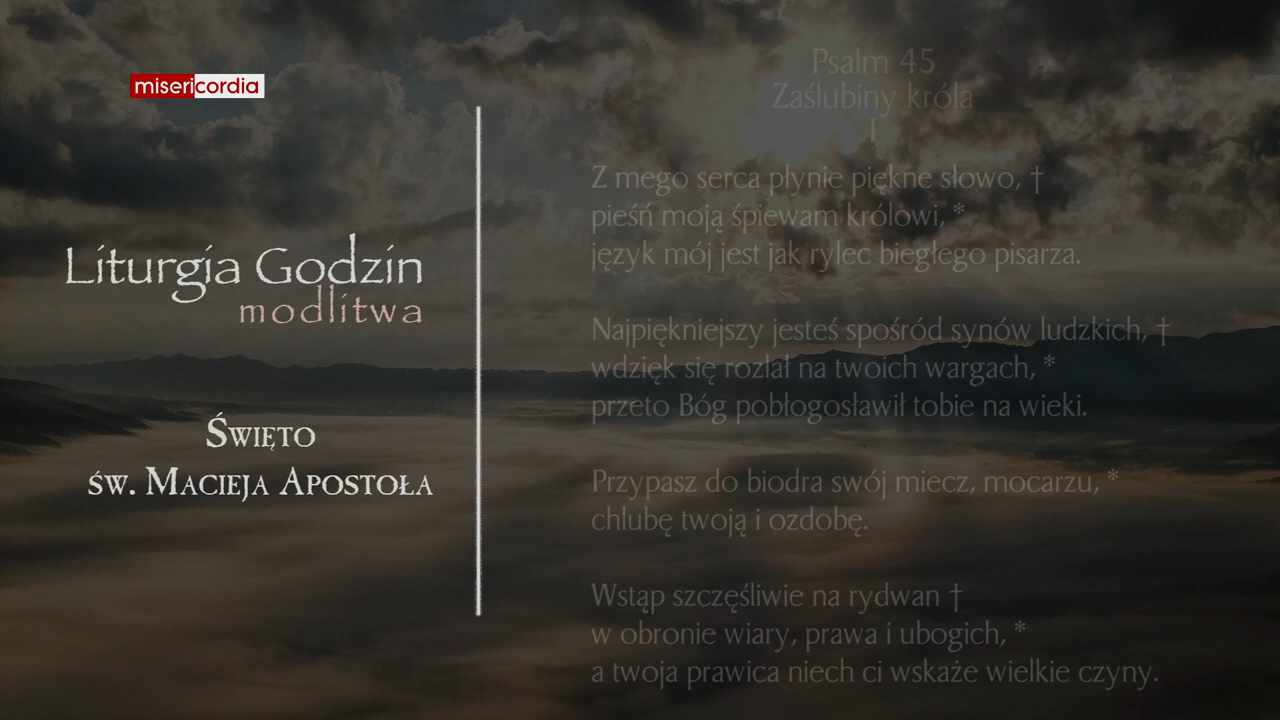 misericordia
Liturgia Godzin
modlitwa
Święto
św. Macieja Apostoła
Psalm 45
Zaślubiny króla
I
Z mego serca płynie piękne słowo, †
pieśń moją śpiewam królowi, *
język mój jest jak rylec biegłego pisarza.
Najpiękniejszy jesteś spośród synów ludzkich, †
wdzięk się rozlał na twoich wargach, *
przeto Bóg pobłogosławił tobie na wieki.
Przypasz do biodra swój miecz, mocarzu, *
chlubę twoją i ozdobę.
Wstąp szczęśliwie na rydwan †
w obronie wiary, prawa i ubogich, *
a twoja prawica niech ci wskaże wielkie czyny.